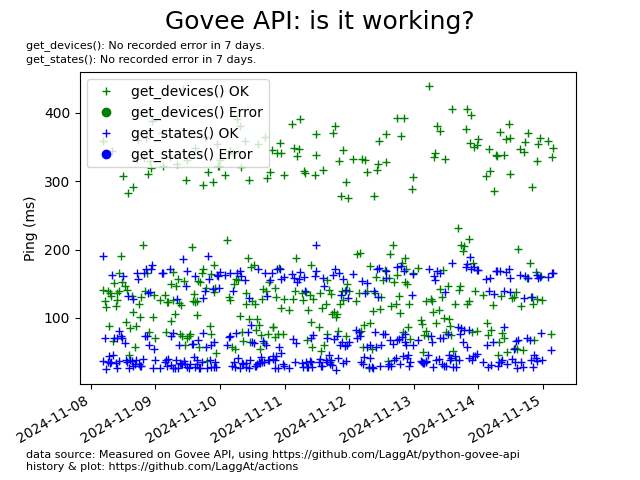 Govee API: is it working?
get_devices(): No recorded error in 7 days.
get_states(): No recorded error in 7 days.
get_devices() OK
get_devices() Error
get_states() OK
get_states() Error
Ping (ms)
400
300
200
100
2024-11-08
2024-11-09
2024-11-10
2024-11-11
2024-11-12
2024-11-13
2024-11-14
2024-11-15
data source: Measured on Govee API, using https://github.com/LaggAt/python-govee-api
history & plot: https://github.com/LaggAt/actions